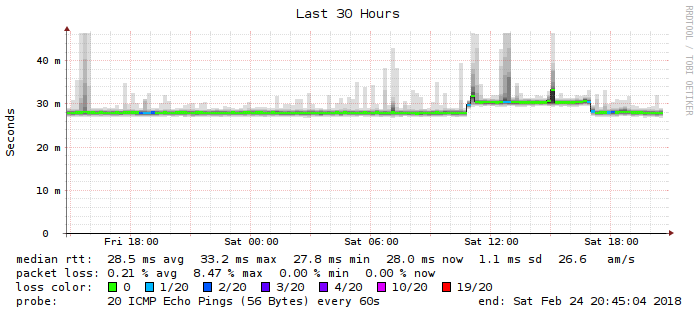 Last 30 Hours
RRDTOOL / TOBI OETIKER
Seconds
40 m
30 m
20 m
10 m
0
Fri 18:00 Sat 00:00 Sat 06:00 Sat 12:00 Sat 18:00
median rtt: 28.5 ms avg 33.2 ms max 27.8 ms min 28.0 ms now 1.1 ms sd 26.6 am/s
packet loss: 0.21 % avg 8.47 % max 0.00 % min 0.00 % now
loss color: 0 1/20 2/20 3/20 4/20 10/20 19/20
probe: 20 ICMP Echo Pings (56 Bytes) every 60s end: Sat Feb 24 20:45:04 2018